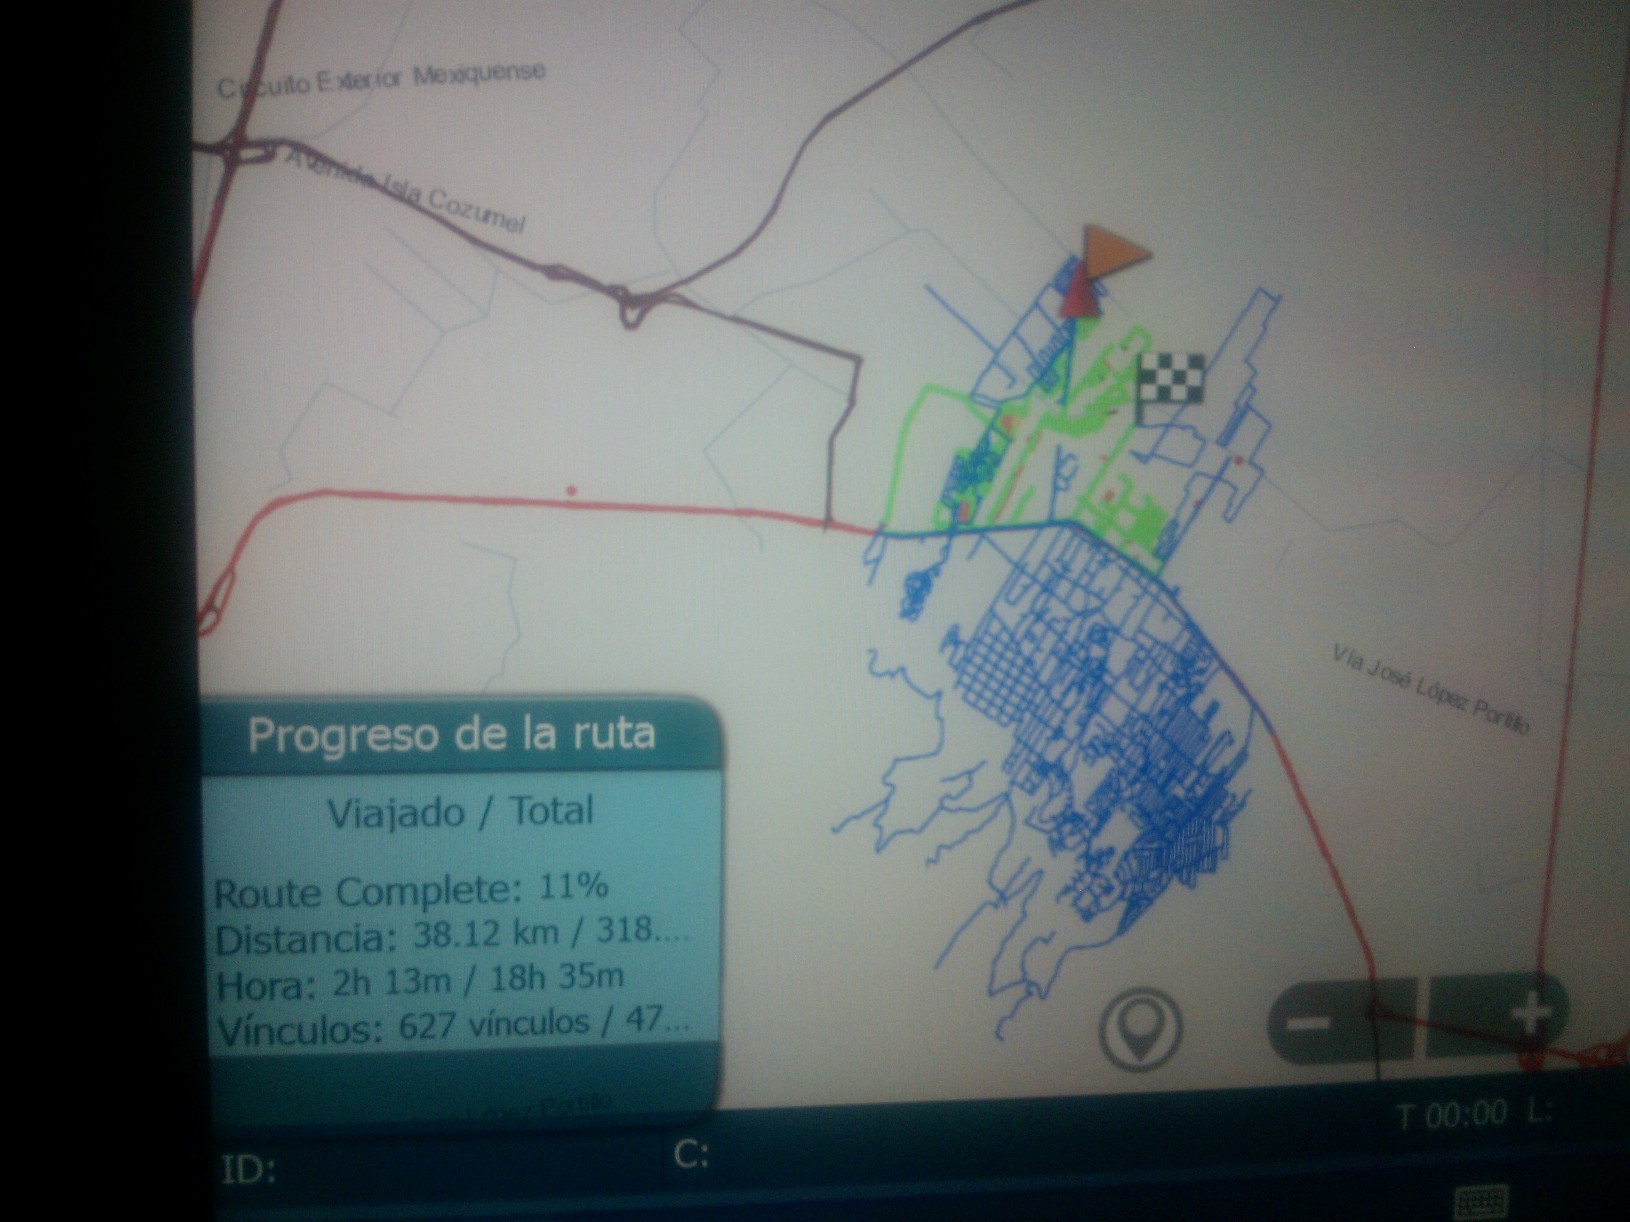 Circuito Exterior Mexiquense
Avenida Isla Cozumel
Vía José López Portillo
Progreso de la ruta
Viajado / Total
Route Complete: 11%
Distancia: 38.12 km / 318....
Hora: 2h 13m / 18h 35m
Vínculos: 627 vínculos / 47...
López Portillo
T 00:00 L:
ID:
C: